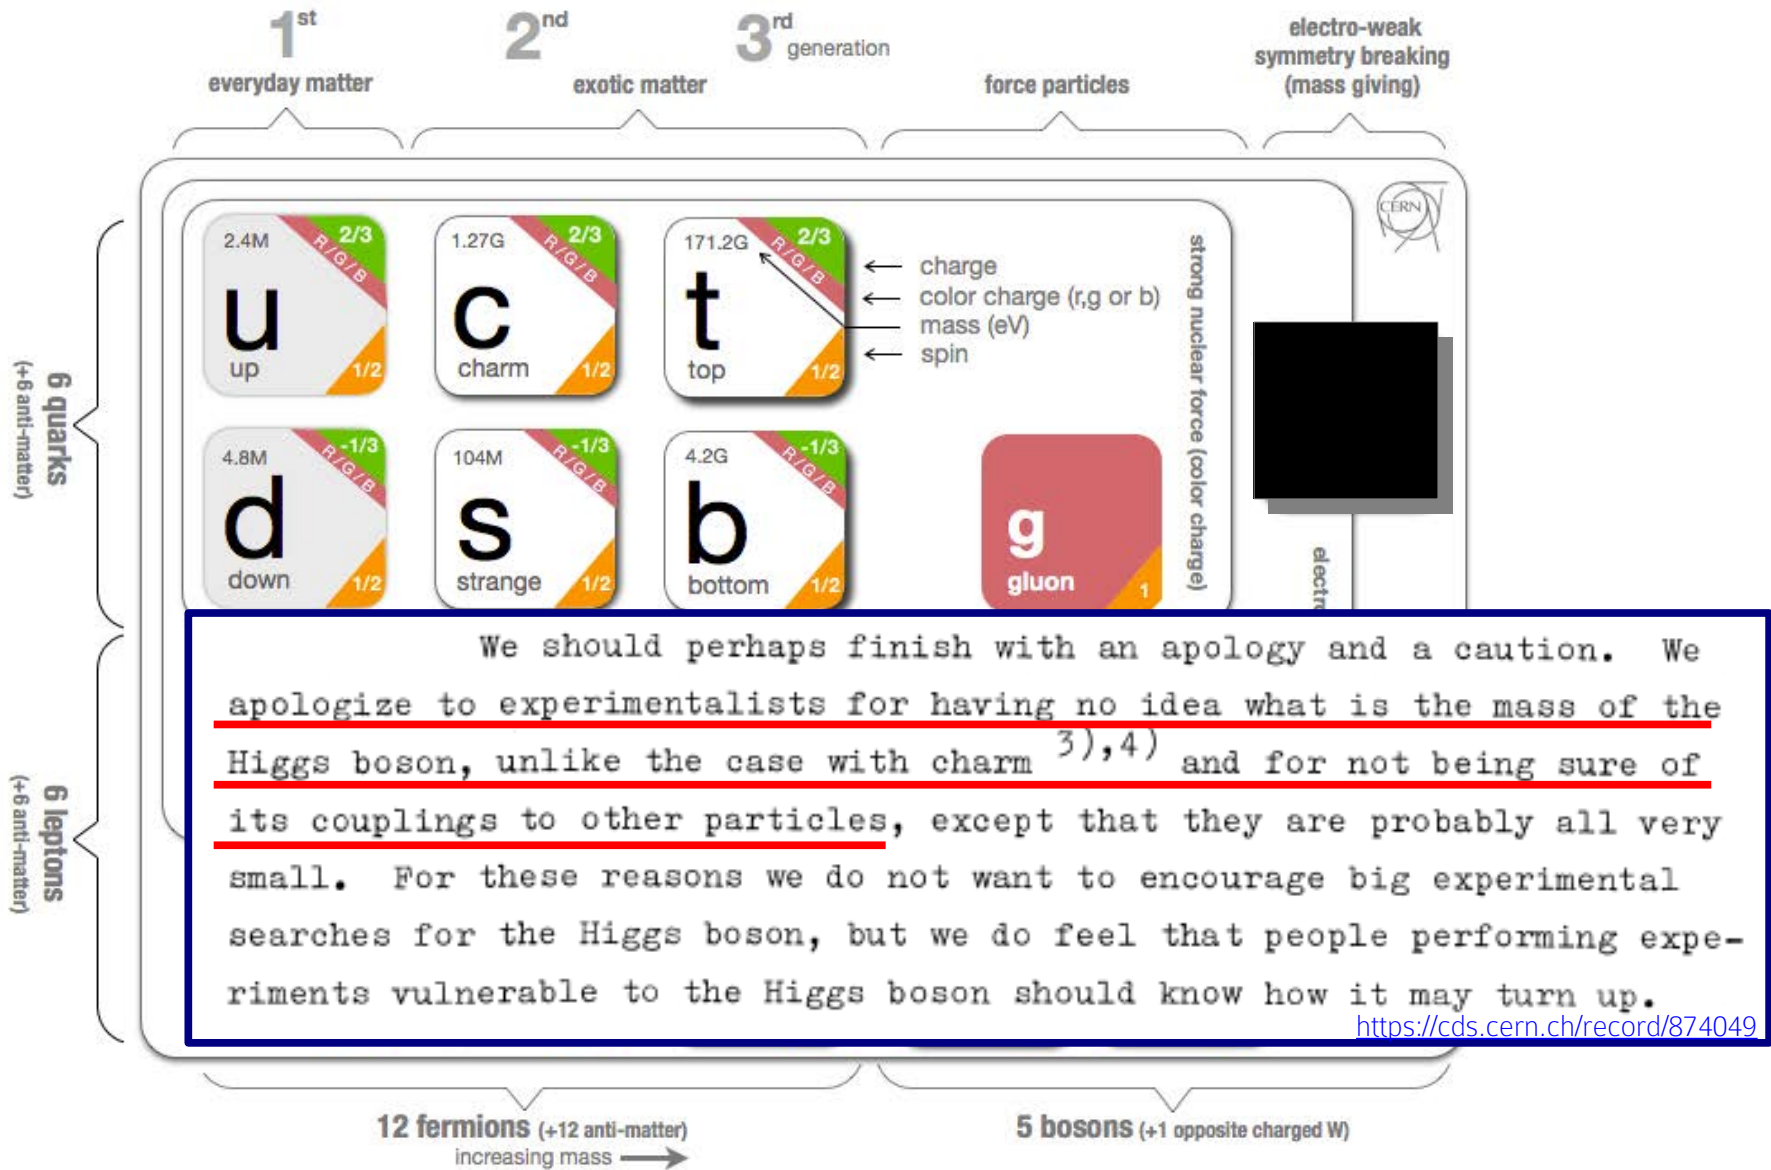 1st
2nd
3rd generation
everyday matter
exotic matter
force particles
electro-weak
symmetry breaking
(mass giving)
CERN
6 quarks
(+6 anti-matter)
2.4M
2/3
R/G/B
u
up
1/2
1.27G
2/3
R/G/B
c
charm
1/2
171.2G
2/3
R/G/B
t
top
1/2
charge
color charge (r,g or b)
mass (eV)
spin
strong nuclear force (color charge)
4.8M
-1/3
R/G/B
d
down
1/2
104M
-1/3
R/G/B
s
strange
1/2
4.2G
-1/3
R/G/B
b
bottom
1/2
g
gluon
1
electro
6 leptons
(+6 anti-matter)
We should perhaps finish with an apology and a caution. We
apologize to experimentalists for having no idea what is the mass of the
Higgs boson, unlike the case with charm 3),4) and for not being sure of
its couplings to other particles, except that they are probably all very
small. For these reasons we do not want to encourage big experimental
searches for the Higgs boson, but we do feel that people performing expe-
riments vulnerable to the Higgs boson should know how it may turn up.
https://cds.cern.ch/record/874049
12 fermions (+12 anti-matter)
increasing mass
5 bosons (+1 opposite charged W)